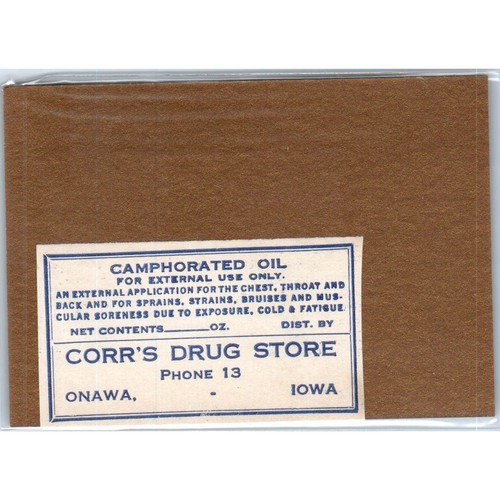 CAMPHORATED OIL
FOR EXTERNAL USE ONLY.
AN EXTERNAL APPLICATION FOR THE CHEST, THROAT AND
BACK AND FOR SPRAINS, STRAINS, BRUISES AND MUS-
CULAR SORENESS DUE TO EXPOSURE, COLD & FATIGUE
NET CONTENTS______OZ. DIST. BY
CORR'S DRUG STORE
PHONE 13
ONAWA, - IOWA